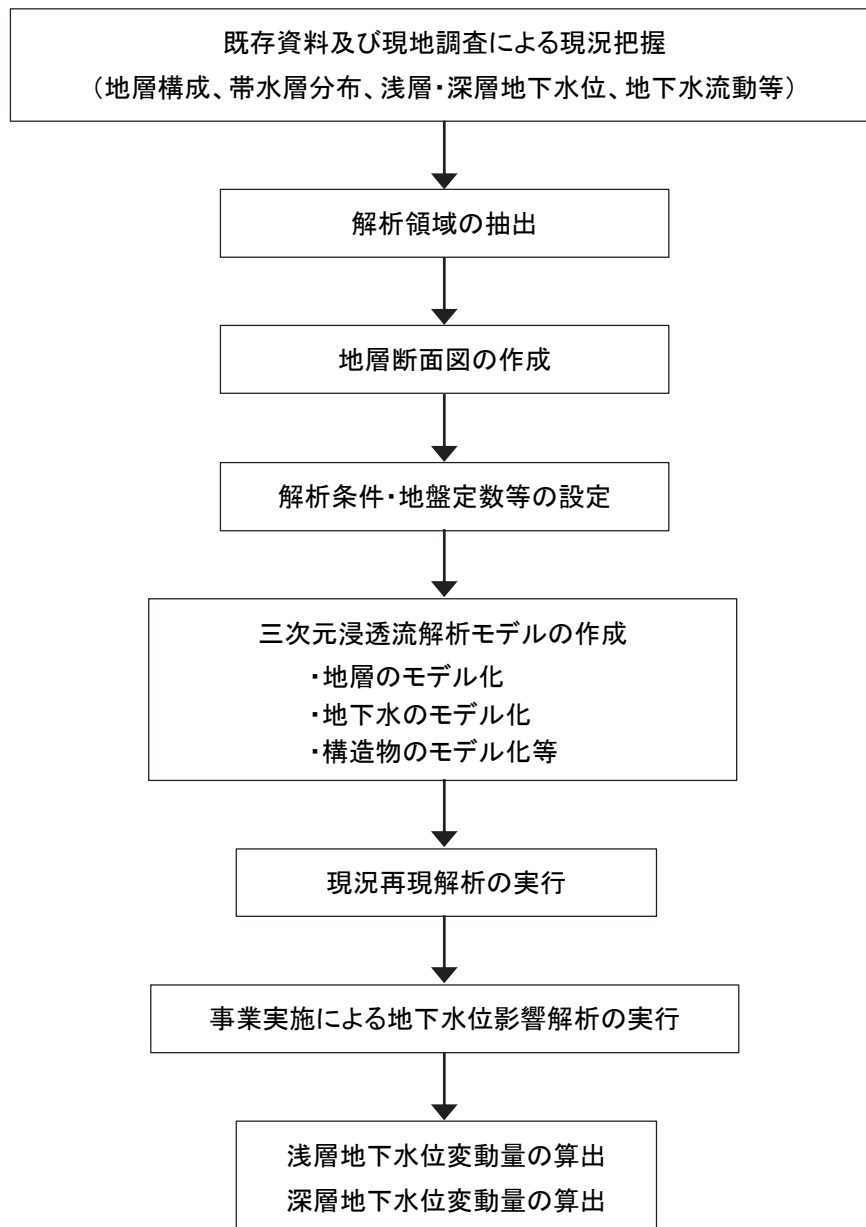 既存資料及び現地調査による現況把握
（地層構成、帯水層分布、浅層・深層地下水位、地下水流動等）
解析領域の抽出
地層断面図の作成
解析条件・地盤定数等の設定
三次元浸透流解析モデルの作成
・地層のモデル化
・地下水のモデル化
・構造物のモデル化等
現況再現解析の実行
事業実施による地下水位影響解析の実行
浅層地下水位変動量の算出
深層地下水位変動量の算出